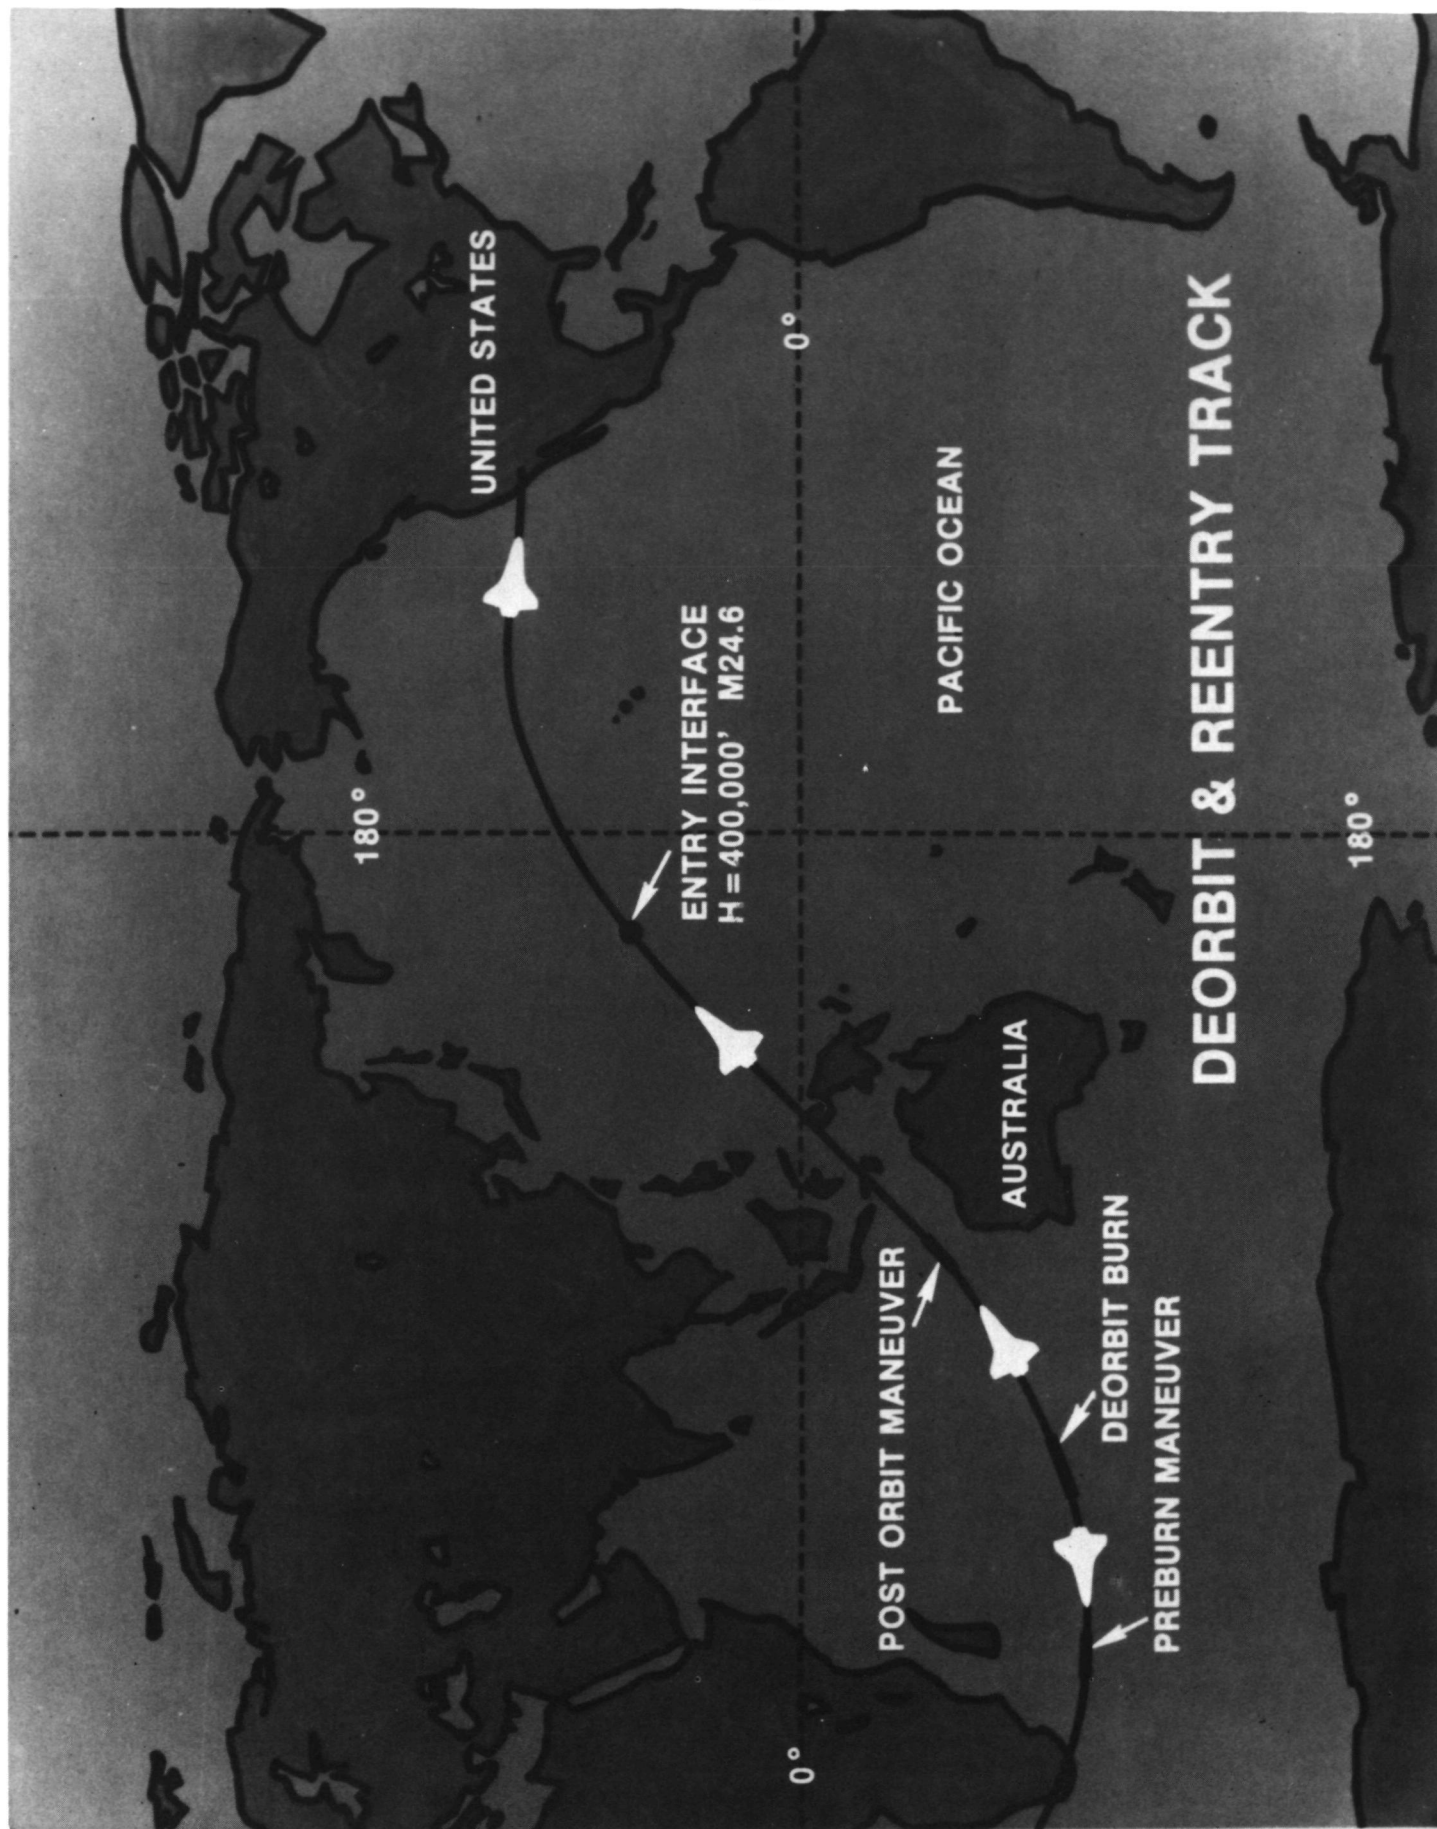 180°
UNITED STATES
ENTRY INTERFACE
H=400,000' M24.6
0°
0°
POST ORBIT MANEUVER
PACIFIC OCEAN
AUSTRALIA
DEORBIT BURN
PREBURN MANEUVER
DEORBIT & REENTRY TRACK
180°